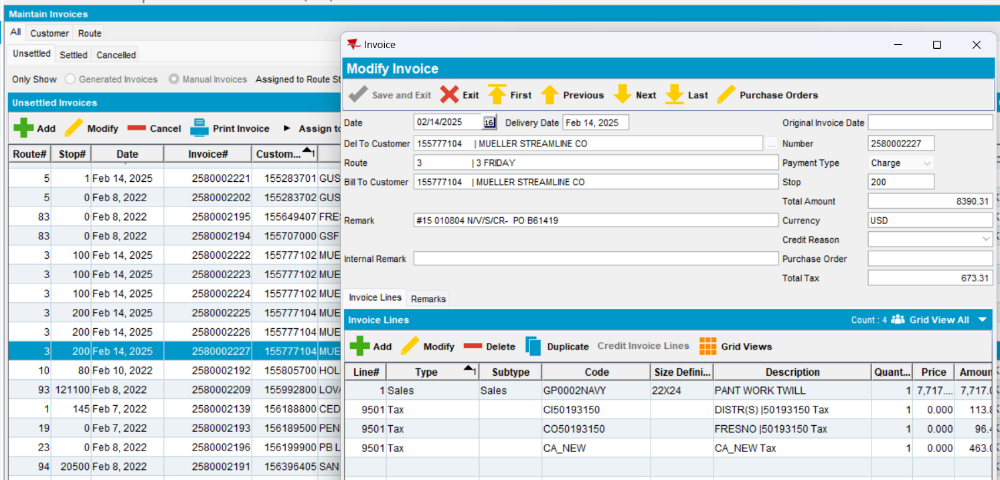 Maintain Invoices
All Customer Route
Unsettled Settled Cancelled
Only Show Generated Invoices Manual Invoices Assigned to Route St
Unsettled Invoices
Add Modify Cancel Print Invoice Assign to
Route# Stop# Date Invoice# Custom... 1
5 1 Feb 14, 2025 2580002221 155283701 GUS
5 0 Feb 8, 2022 2580002202 155283702 GUS
83 0 Feb 8, 2022 2580002195 155649407 FRE
83 0 Feb 8, 2022 2580002194 155707000 GSF
3 100 Feb 14, 2025 2580002222 155777102 MUE
3 100 Feb 14, 2025 2580002223 155777102 MUE
3 100 Feb 14, 2025 2580002224 155777102 MUE
3 200 Feb 14, 2025 2580002225 155777104 MUE
3 200 Feb 14, 2025 2580002226 155777104 MUE
3 200 Feb 14, 2025 2580002227 155777104 MUE
10 80 Feb 10, 2022 2580002192 155805700 HOL
93 121100 Feb 8, 2022 2580002209 155992800 LOVA
1 145 Feb 7, 2022 2580002139 156188800 CED
19 0 Feb 7, 2022 2580002193 156189500 PEN
23 0 Feb 8, 2022 2580002196 156199900 PB L
94 20500 Feb 8, 2022 2580002191 156396405 SAN
Invoice
Modify Invoice
Save and Exit Exit First Previous Next Last Purchase Orders
Date 02/14/2025 16 Delivery Date Feb 14, 2025 Original Invoice Date
Del To Customer 155777104 | MUELLER STREAMLINE CO ... Number 2580002227
Route 3 | 3 FRIDAY Payment Type Charge
Bill To Customer 155777104 | MUELLER STREAMLINE CO Stop 200
Total Amount 8390.31
Remark #15 010804 N/V/S/CR- PO B61419 Currency USD
Credit Reason
Internal Remark Purchase Order
Total Tax 673.31
Invoice Lines Remarks
Invoice Lines Count : 4 Grid View All
Add Modify Delete Duplicate Credit Invoice Lines Grid Views
Line# Type 1 Subtype Code Size Defini... Description Quant... Price Amoun
1 Sales Sales GP0002NAVY 22X24 PANT WORK TWILL 1 7,717.... 7,717.0
9501 Tax CI50193150 DISTR(S) |50193150 Tax 1 0.000 113.8
9501 Tax CO50193150 FRESNO |50193150 Tax 1 0.000 96.4
9501 Tax CA_NEW CA_NEW Tax 1 0.000 463.0